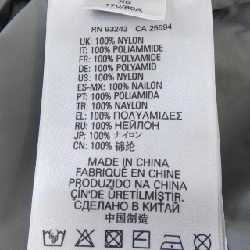 RN 93243 CA 26594
UK: 100% NYLON
IT: 100% POLIAMMIDE
FR: 100% POLYAMIDE
DE: 100% POLYAMID
US: 100% NYLON
ES-MX: 100% NAILON
PT: 100% POLIAMIDA
TR: 100% NAYLON
EL: 100% ΠΟΛΥΑΜΙΔΕΣ
RU: 100% НЕЙЛОН
JP: 100% ナイロン
CN: 100% 锦纶
MADE IN CHINA
FABRIQUÉ EN CHINE
PRODUZIDO NA CHINA
ÇİN'DE ÜRETİLMİŞTİR.
СДЕЛАНО В КИТАЕ
中国制造